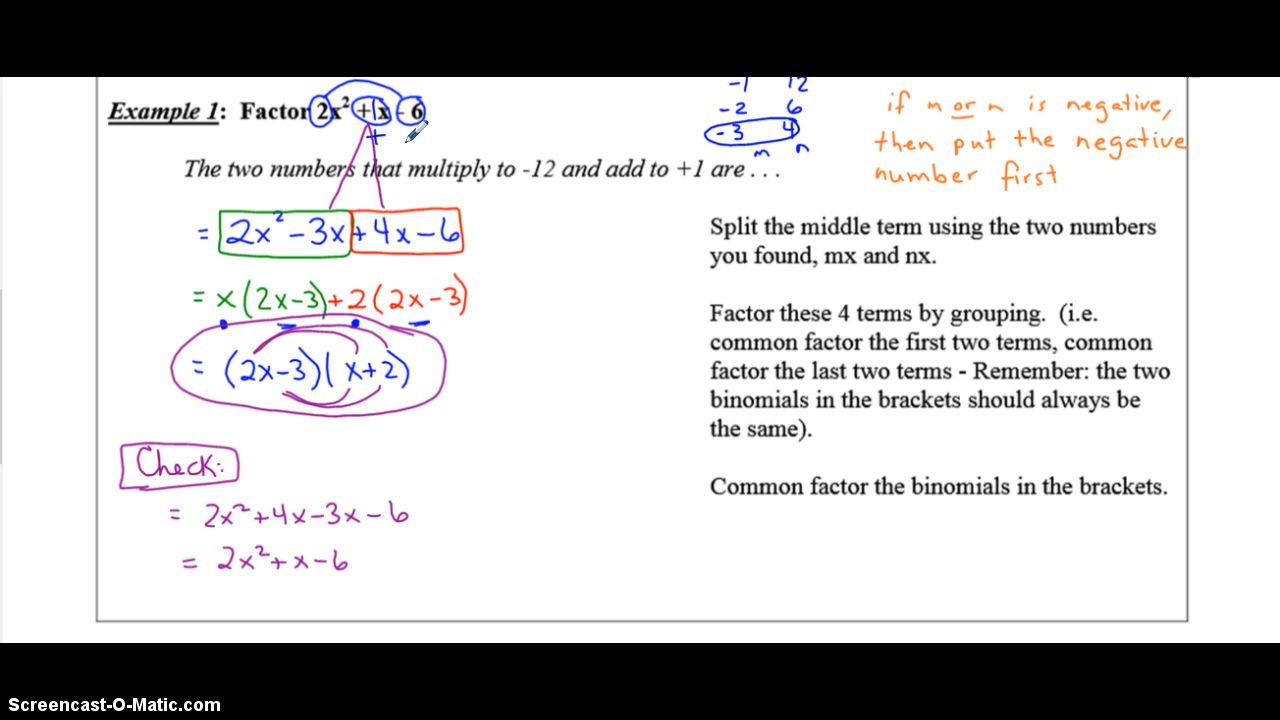 -1 12
Example 1: Factor 2x² +1x - 6
+
-2 6
-3 4
m n
if m or n is negative,
then put the negative
number first
The two numbers that multiply to -12 and add to +1 are . . .
= 2x² - 3x + 4x - 6
Split the middle term using the two numbers
you found, mx and nx.
= x(2x-3) + 2(2x-3)
= (2x-3)(x+2)
Factor these 4 terms by grouping. (i.e.
common factor the first two terms, common
factor the last two terms - Remember: the two
binomials in the brackets should always be
the same).
Common factor the binomials in the brackets.
Check:
= 2x² + 4x - 3x - 6
= 2x² + x - 6
Screencast-O-Matic.com